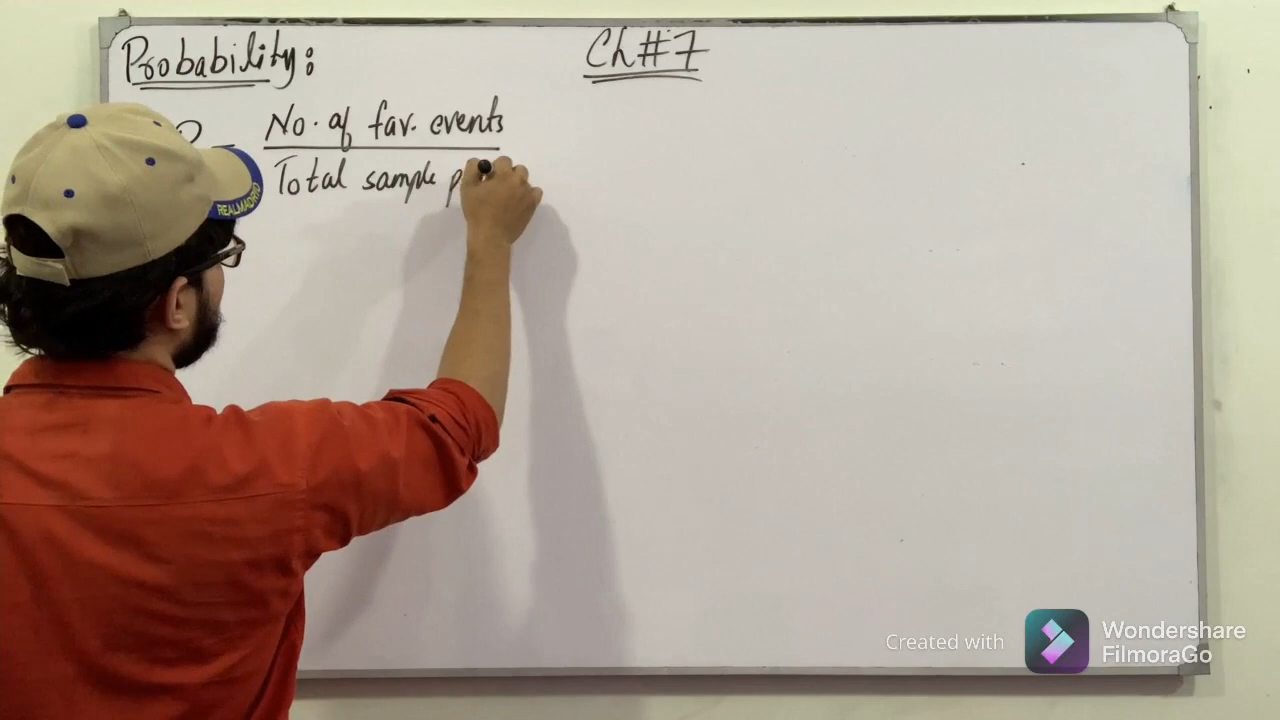 Probability:
Ch#7
No. of fav. events
Total sample
REALMADRID
Created with
Wondershare
FilmoraGo